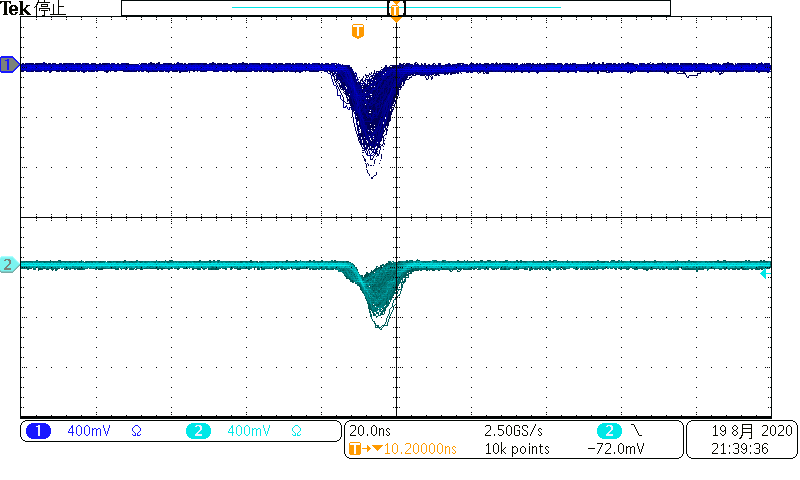 Tek 停止
T
T
1
2
1 400mV Ω 2 400mV Ω
20.0ns 2.50GS/s 2
T→▼10.20000ns 10k points −72.0mV
19 8月 2020
21:39:36